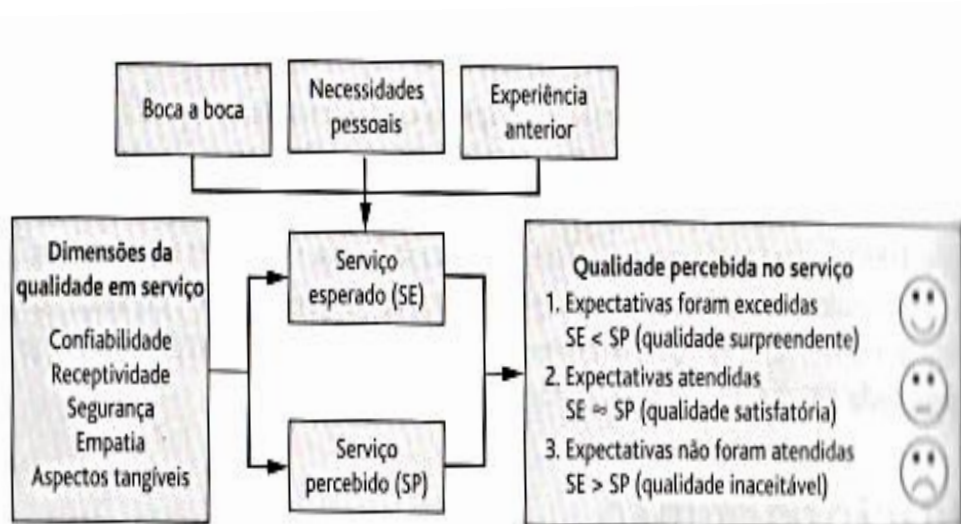 Boca a boca
Necessidades
pessoais
Experiência
anterior
Dimensões da
qualidade em serviço
Confiabilidade
Receptividade
Segurança
Empatia
Aspectos tangíveis
Serviço
esperado (SE)
Serviço
percebido (SP)
Qualidade percebida no serviço
1. Expectativas foram excedidas
SE < SP (qualidade surpreendente)
2. Expectativas atendidas
SE ≈ SP (qualidade satisfatória)
3. Expectativas não foram atendidas
SE > SP (qualidade inaceitável)